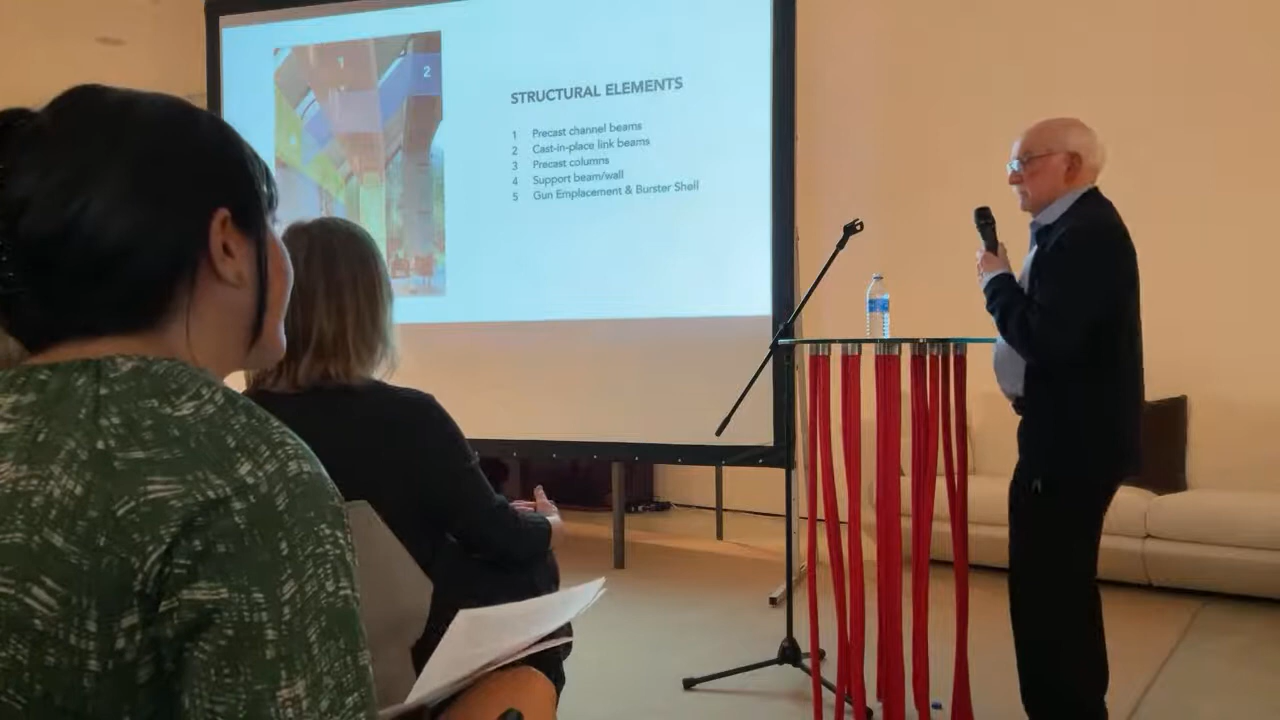 1
2
STRUCTURAL ELEMENTS
1 Precast channel beams
2 Cast-in-place link beams
3 Precast columns
4 Support beam/wall
5 Gun Emplacement & Burster Shell